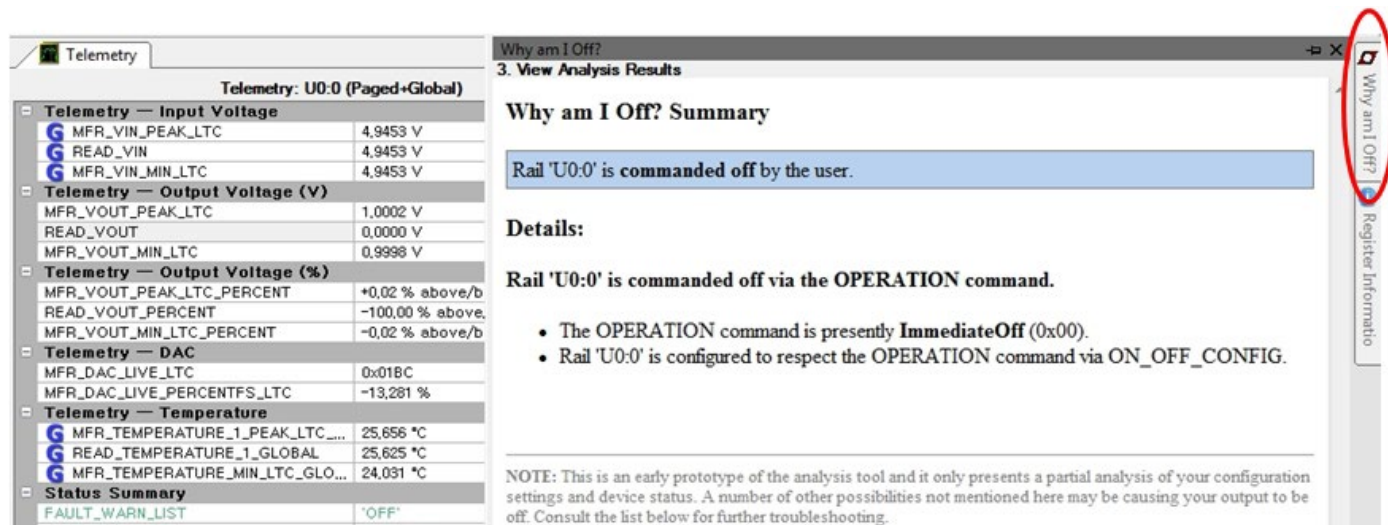 Telemetry
Telemetry: U0:0 (Paged+Global)
Telemetry — Input Voltage
G MFR_VIN_PEAK_LTC 4,9453 V
G READ_VIN 4,9453 V
G MFR_VIN_MIN_LTC 4,9453 V
Telemetry — Output Voltage (V)
MFR_VOUT_PEAK_LTC 1,0002 V
READ_VOUT 0,0000 V
MFR_VOUT_MIN_LTC 0,9998 V
Telemetry — Output Voltage (%)
MFR_VOUT_PEAK_LTC_PERCENT +0,02 % above/b
READ_VOUT_PERCENT -100,00 % above,
MFR_VOUT_MIN_LTC_PERCENT -0,02 % above/b
Telemetry — DAC
MFR_DAC_LIVE_LTC 0x01BC
MFR_DAC_LIVE_PERCENTFS_LTC -13,281 %
Telemetry — Temperature
G MFR_TEMPERATURE_1_PEAK_LTC_... 25,656 °C
G READ_TEMPERATURE_1_GLOBAL 25,625 °C
G MFR_TEMPERATURE_MIN_LTC_GLO... 24,031 °C
Status Summary
FAULT_WARN_LIST 'OFF'
Why am I Off?
3. View Analysis Results
Why am I Off? Summary
Rail 'U0:0' is commanded off by the user.
Details:
Rail 'U0:0' is commanded off via the OPERATION command.
• The OPERATION command is presently ImmediateOff (0x00).
• Rail 'U0:0' is configured to respect the OPERATION command via ON_OFF_CONFIG.
NOTE: This is an early prototype of the analysis tool and it only presents a partial analysis of your configuration
settings and device status. A number of other possibilities not mentioned here may be causing your output to be
off. Consult the list below for further troubleshooting.
Why am I Off?
Register Informatio